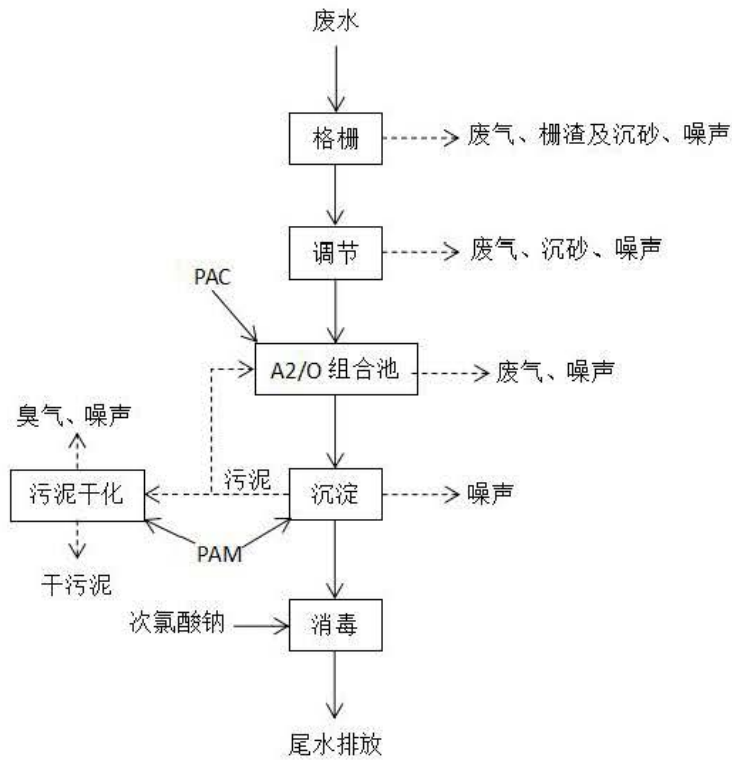 废水
格栅
废气、栅渣及沉砂、噪声
调节
废气、沉砂、噪声
PAC
A2/O 组合池
废气、噪声
臭气、噪声
污泥干化
污泥
沉淀
噪声
PAM
干污泥
次氯酸钠
消毒
尾水排放